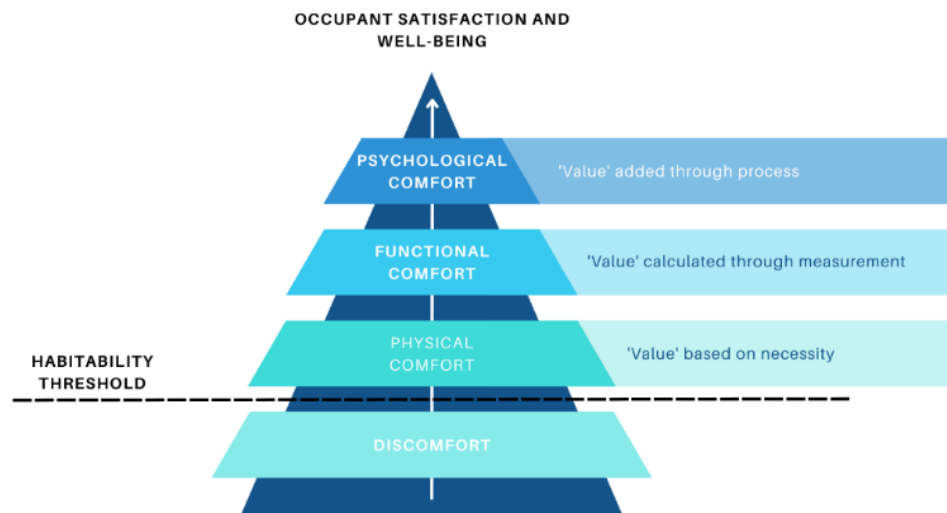 OCCUPANT SATISFACTION AND
WELL-BEING
PSYCHOLOGICAL
COMFORT
'Value' added through process
FUNCTIONAL
COMFORT
'Value' calculated through measurement
PHYSICAL
COMFORT
'Value' based on necessity
HABITABILITY
THRESHOLD
DISCOMFORT